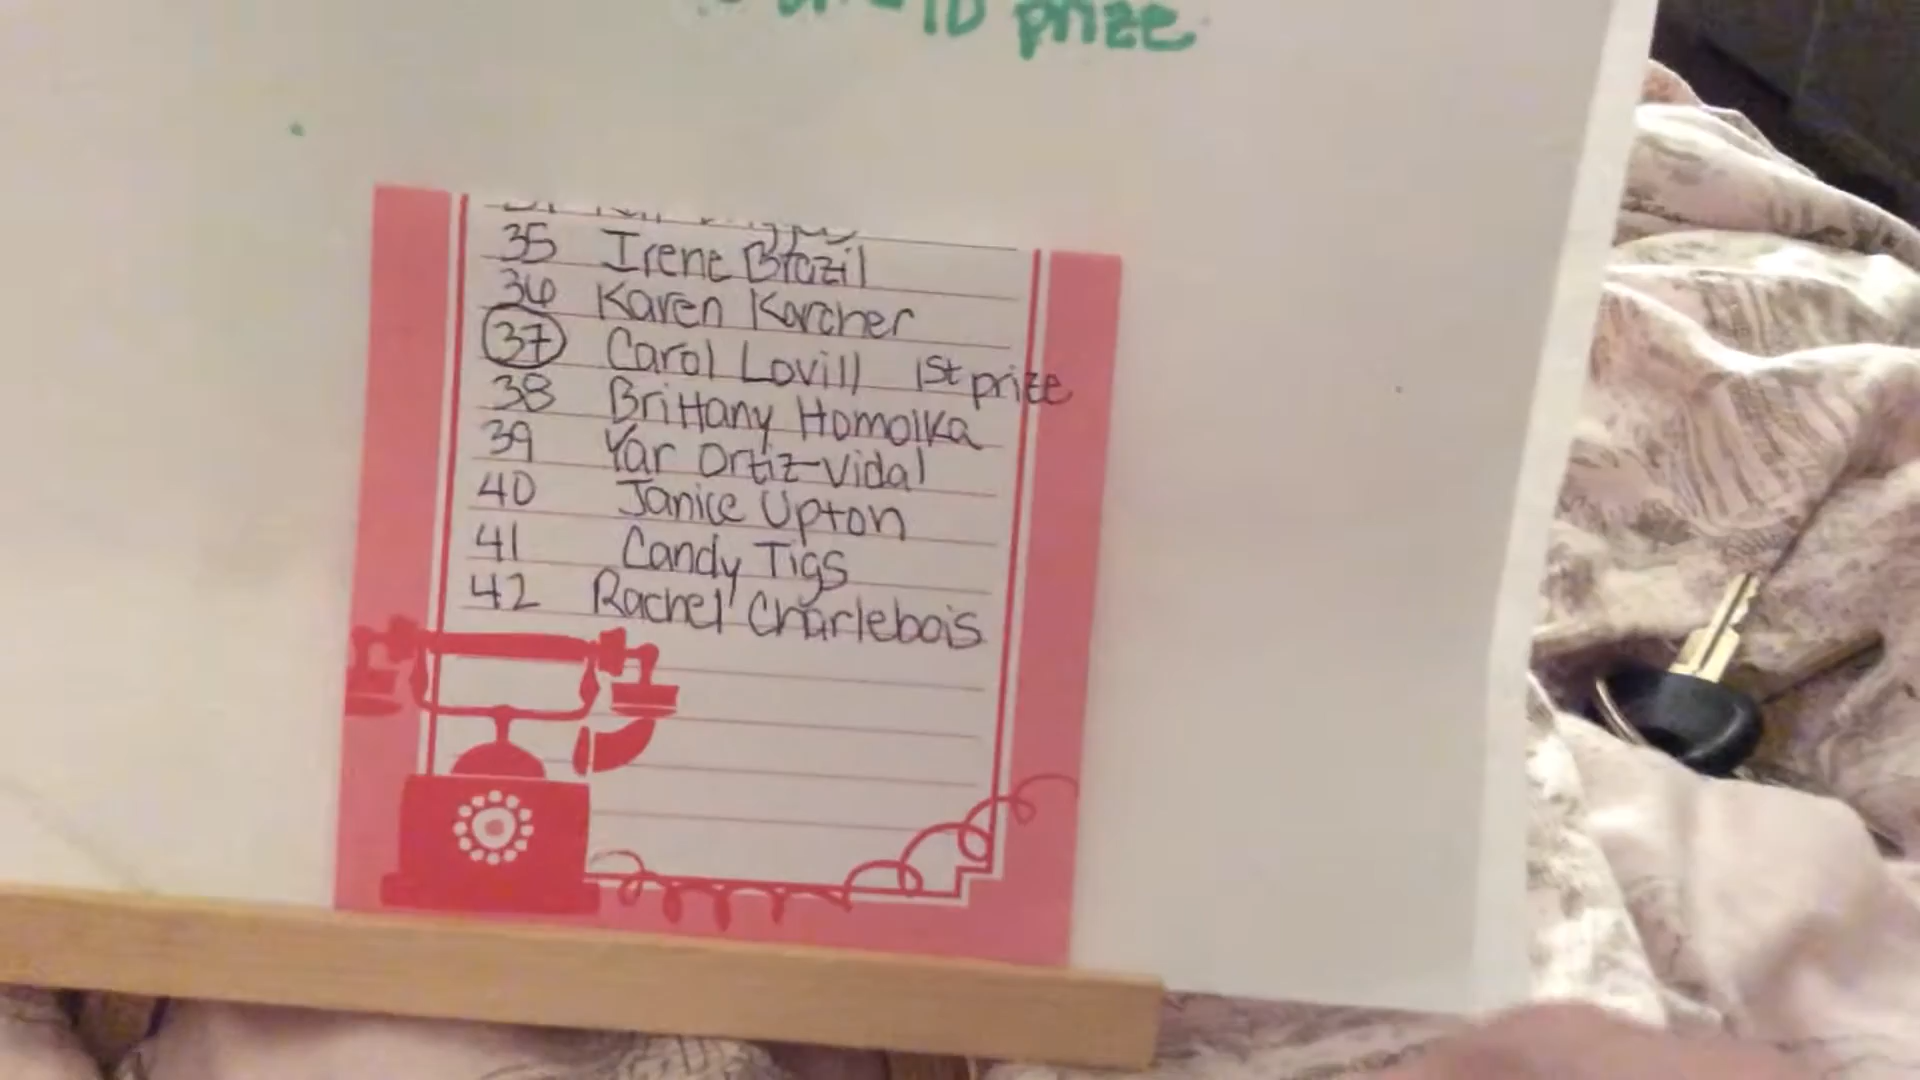 prize
35 Irene Brazil
36 Karen Karcher
37 Carol Lovill 1st prize
38 Brittany Homolka
39 Yar Ortiz-Vidal
40 Janice Upton
41 Candy Tigs
42 Rachel Charlebois